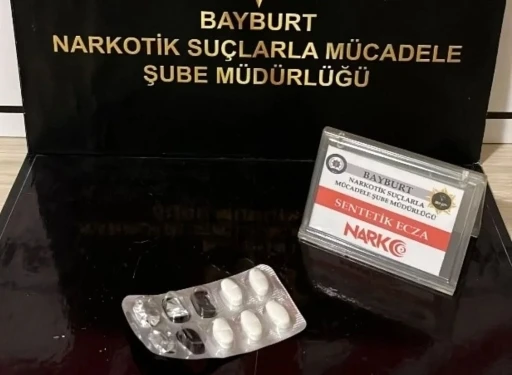 BAYBURT
NARKOTİK SUÇLARLA MÜCADELE
ŞUBE MÜDÜRLÜĞÜ
BAYBURT
NARKOTİK SUÇLARLA
MÜCADELE ŞUBE MÜDÜRLÜĞÜ
SENTETİK ECZA
NARKO